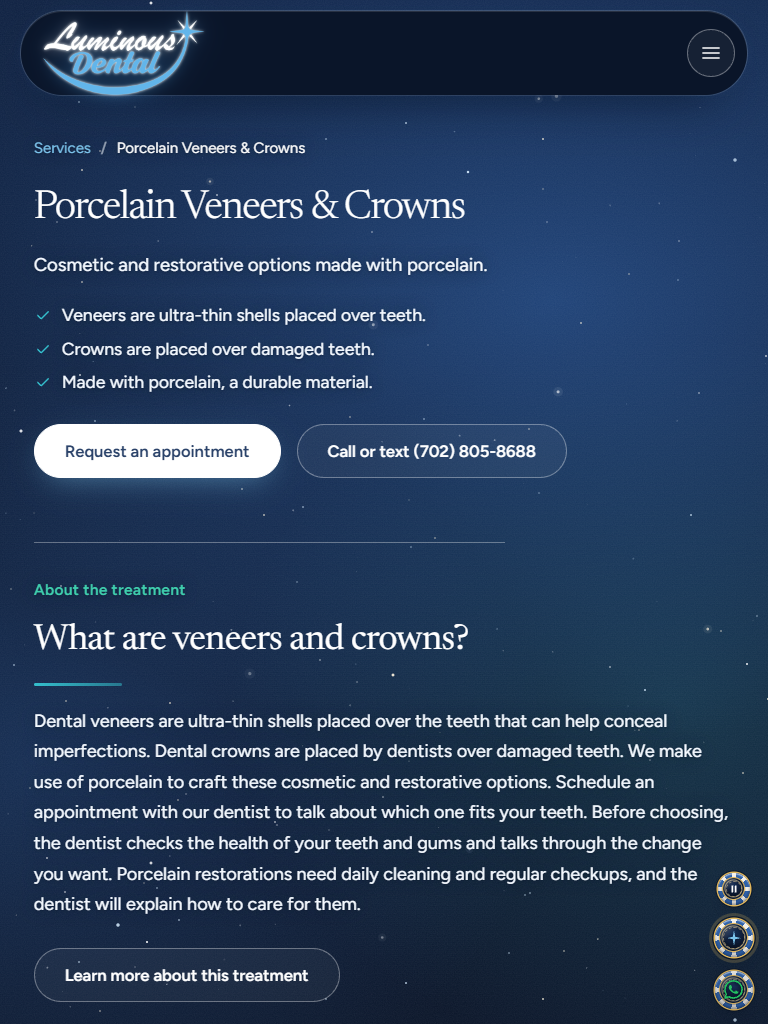 Luminous
Dental
Services / Porcelain Veneers & Crowns
Porcelain Veneers & Crowns
Cosmetic and restorative options made with porcelain.
Veneers are ultra-thin shells placed over teeth.
Crowns are placed over damaged teeth.
Made with porcelain, a durable material.
Request an appointment
Call or text (702) 805-8688
About the treatment
What are veneers and crowns?
Dental veneers are ultra-thin shells placed over the teeth that can help conceal
imperfections. Dental crowns are placed by dentists over damaged teeth. We make
use of porcelain to craft these cosmetic and restorative options. Schedule an
appointment with our dentist to talk about which one fits your teeth. Before choosing,
the dentist checks the health of your teeth and gums and talks through the change
you want. Porcelain restorations need daily cleaning and regular checkups, and the
dentist will explain how to care for them.
Learn more about this treatment